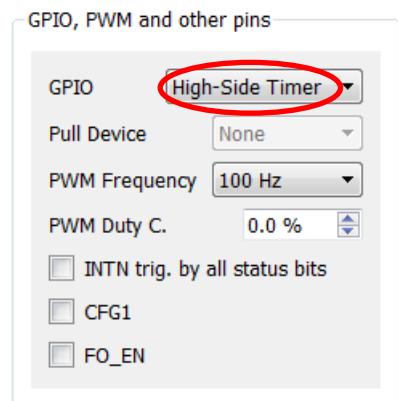 GPIO, PWM and other pins
GPIO High-Side Timer
Pull Device None
PWM Frequency 100 Hz
PWM Duty C. 0.0 %
INTN trig. by all status bits
CFG1
FO_EN